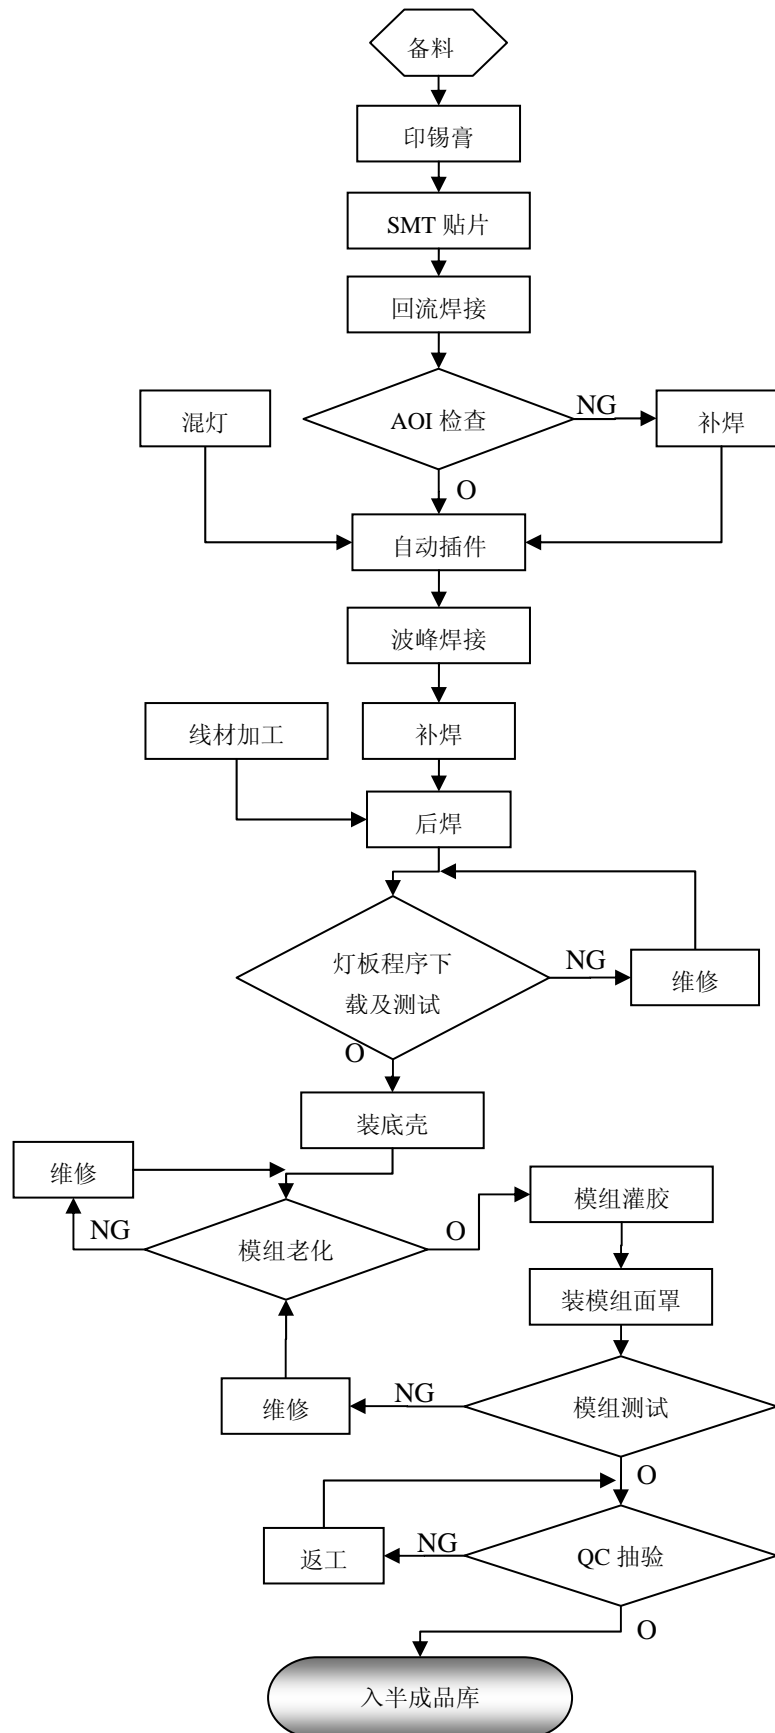 备料
印锡膏
SMT 贴片
回流焊接
混灯
AOI 检查
NG
补焊
O
自动插件
波峰焊接
线材加工
补焊
后焊
灯板程序下
载及测试
NG
维修
O
装底壳
维修
NG
模组老化
O
模组灌胶
装模组面罩
维修
NG
模组测试
O
返工
NG
QC 抽验
O
入半成品库